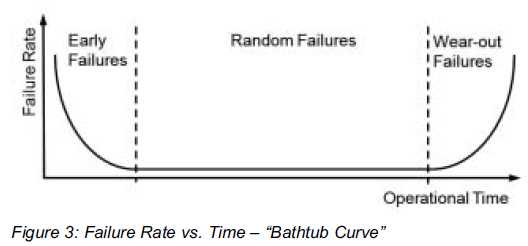 Failure Rate
Early
Failures
Random Failures
Wear-out
Failures
Operational Time
Figure 3: Failure Rate vs. Time – “Bathtub Curve”